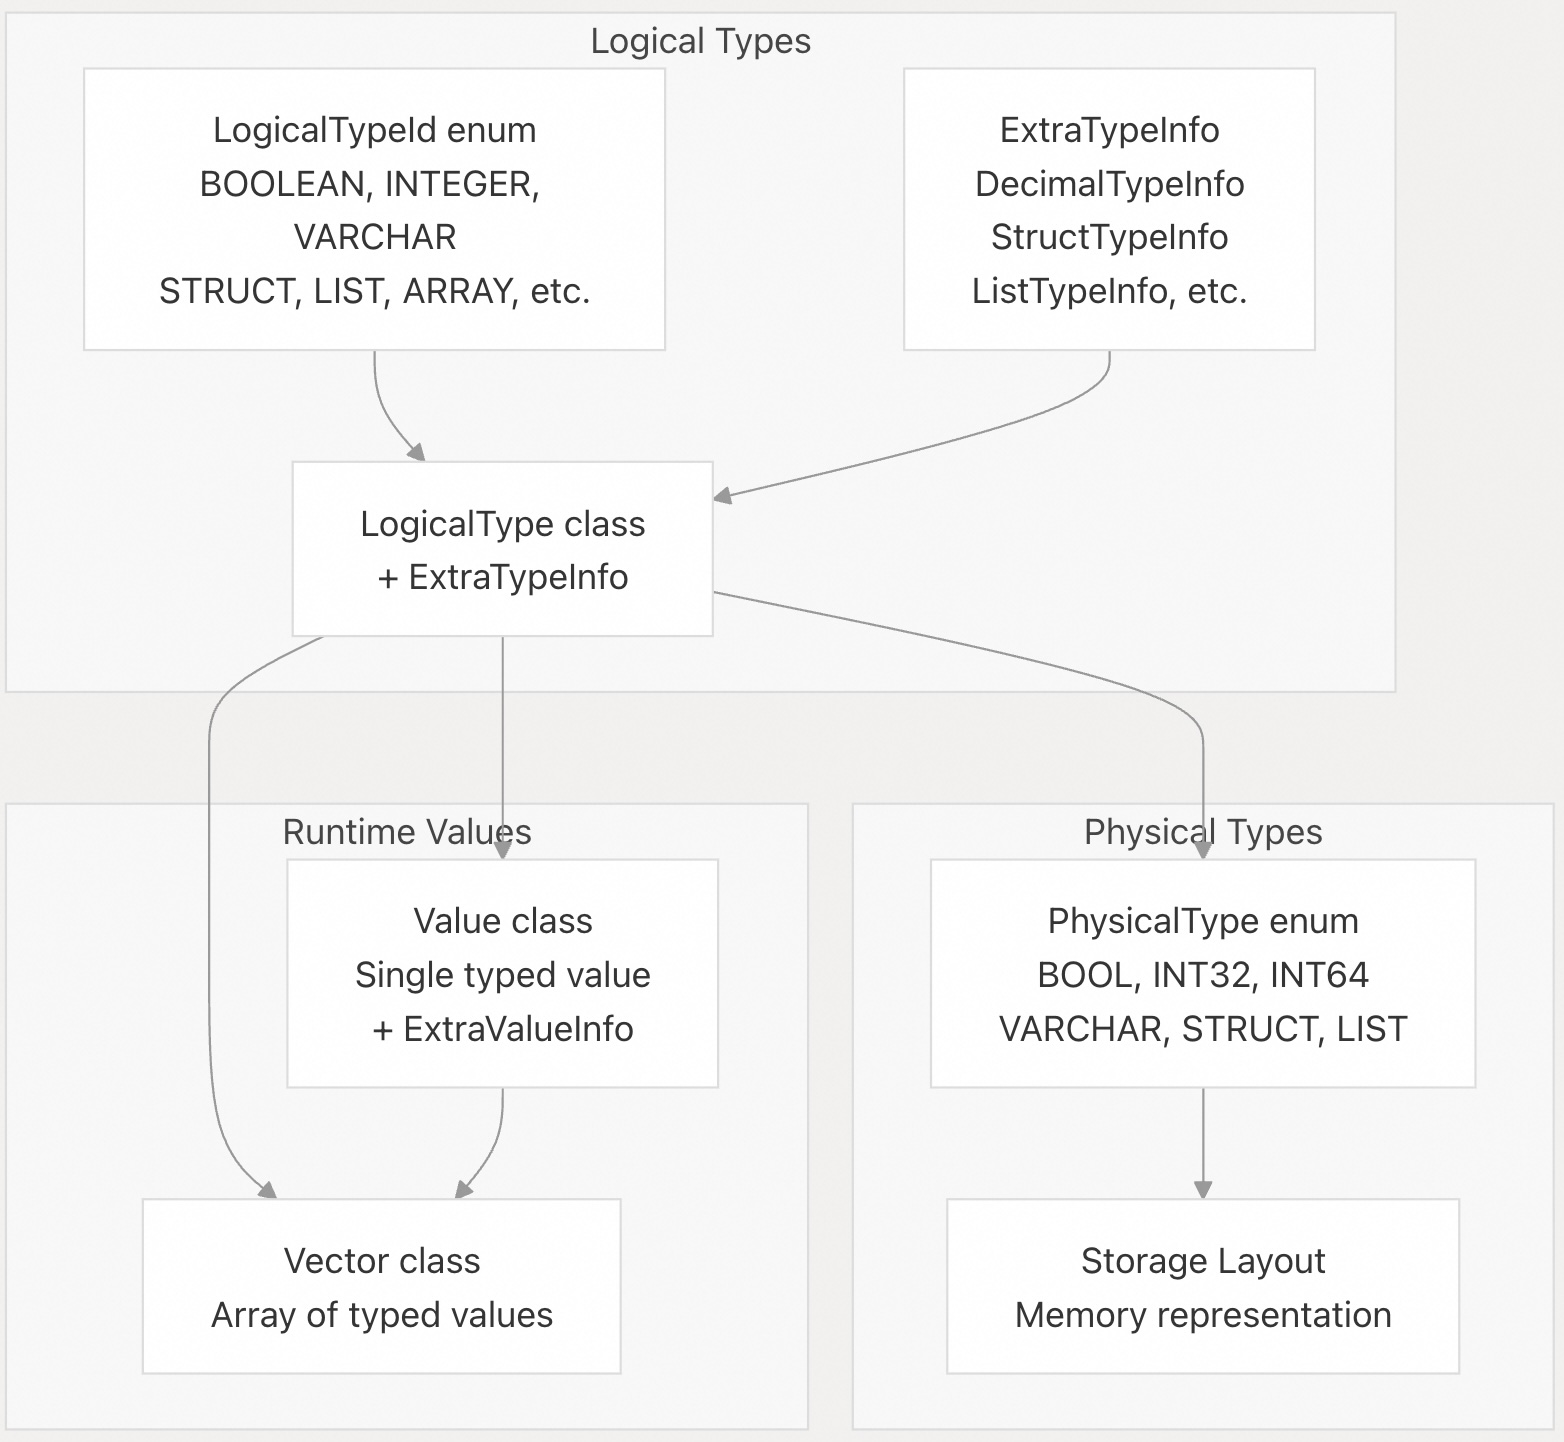 Logical Types
LogicalTypeId enum
BOOLEAN, INTEGER,
VARCHAR
STRUCT, LIST, ARRAY, etc.
ExtraTypeInfo
DecimalTypeInfo
StructTypeInfo
ListTypeInfo, etc.
LogicalType class
+ ExtraTypeInfo
Runtime Values
Value class
Single typed value
+ ExtraValueInfo
Vector class
Array of typed values
Physical Types
PhysicalType enum
BOOL, INT32, INT64
VARCHAR, STRUCT, LIST
Storage Layout
Memory representation